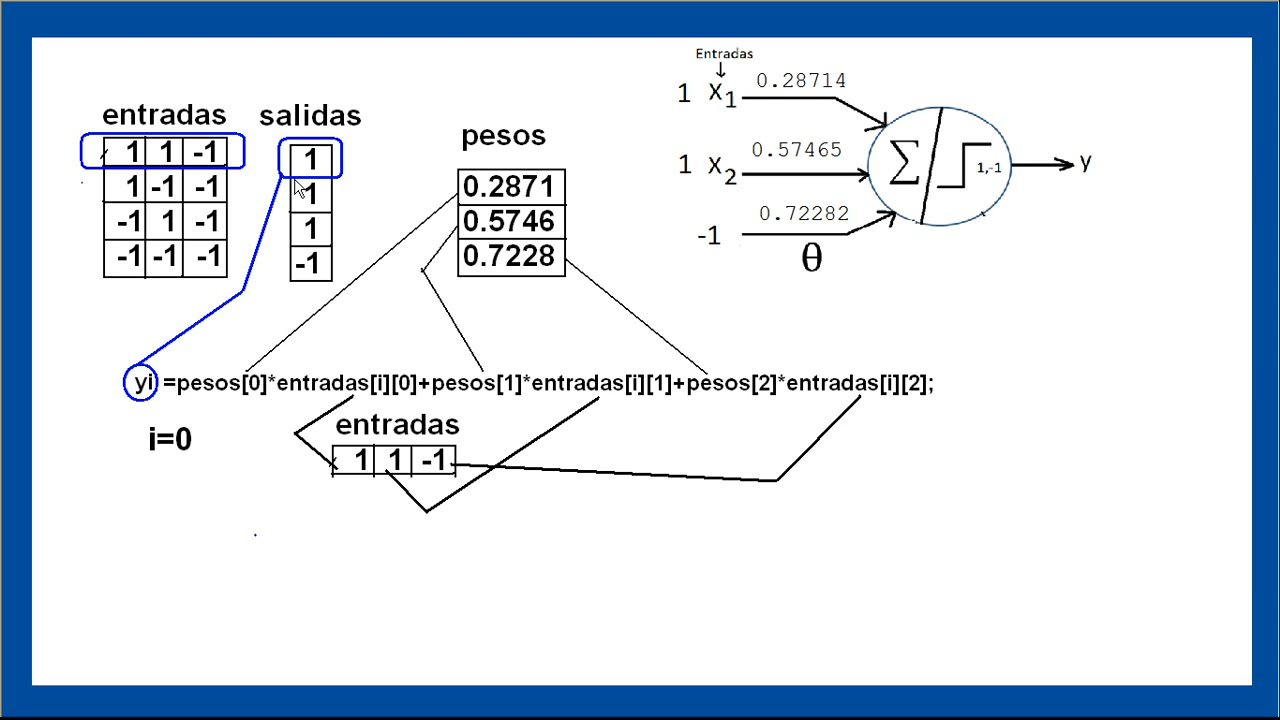 entradas salidas
1 1 -1 1
1 -1 -1 1
-1 1 -1 1
-1 -1 -1 -1
pesos
0.2871
0.5746
0.7228
Entradas
1 X1 0.28714
1 X2 0.57465
-1 0.72282
θ
Σ 1,-1 y
yi =pesos[0]*entradas[i][0]+pesos[1]*entradas[i][1]+pesos[2]*entradas[i][2];
i=0
entradas
1 1 -1